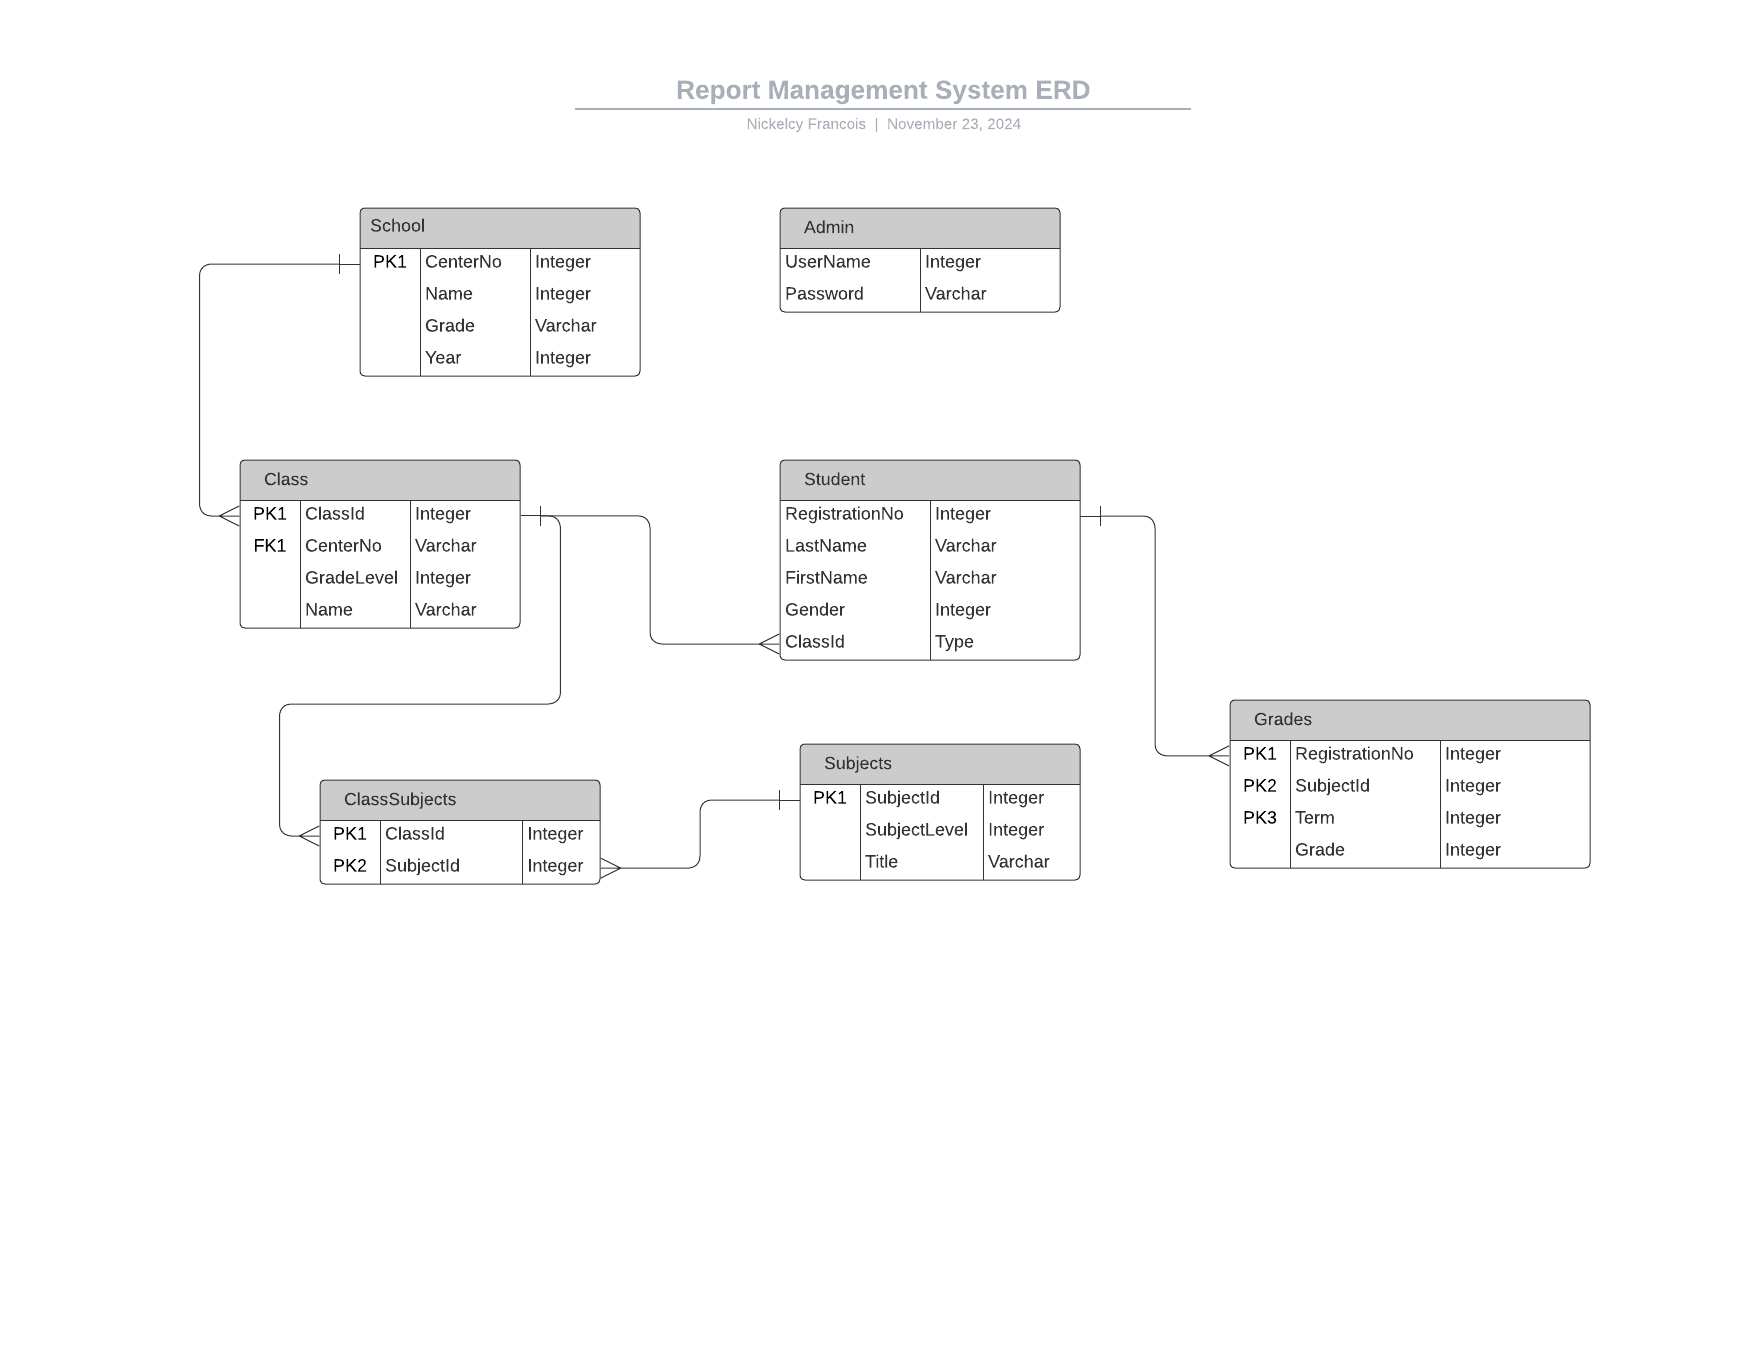 Report Management System ERD
Nickelcy Francois | November 23, 2024
School
PK1 CenterNo Integer
Name Integer
Grade Varchar
Year Integer
Admin
UserName Integer
Password Varchar
Class
PK1 ClassId Integer
FK1 CenterNo Varchar
GradeLevel Integer
Name Varchar
Student
RegistrationNo Integer
LastName Varchar
FirstName Varchar
Gender Integer
ClassId Type
Grades
PK1 RegistrationNo Integer
PK2 SubjectId Integer
PK3 Term Integer
Grade Integer
ClassSubjects
PK1 ClassId Integer
PK2 SubjectId Integer
Subjects
PK1 SubjectId Integer
SubjectLevel Integer
Title Varchar